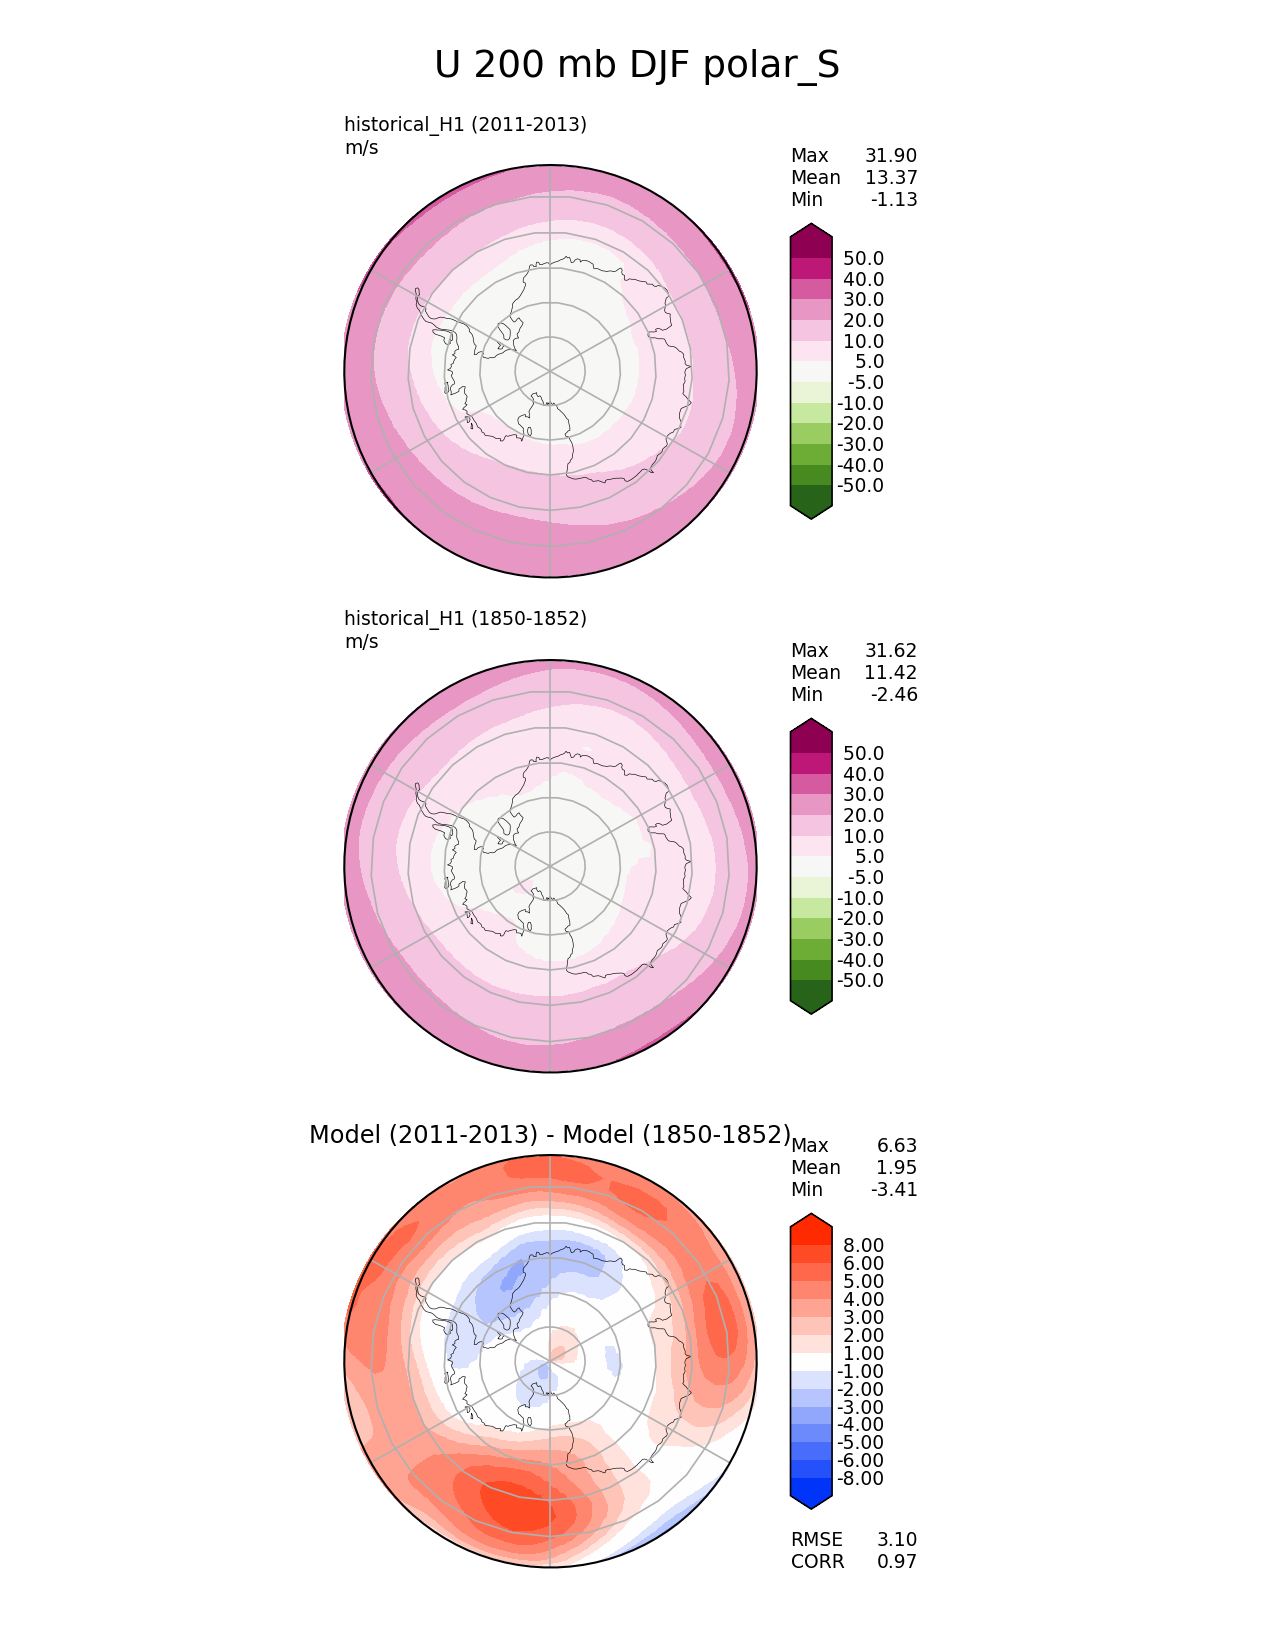 U 200 mb DJF polar_S
historical_H1 (2011-2013)
m/s
Max 31.90
Mean 13.37
Min -1.13
50.0
40.0
30.0
20.0
10.0
5.0
-5.0
-10.0
-20.0
-30.0
-40.0
-50.0
historical_H1 (1850-1852)
m/s
Max 31.62
Mean 11.42
Min -2.46
50.0
40.0
30.0
20.0
10.0
5.0
-5.0
-10.0
-20.0
-30.0
-40.0
-50.0
Model (2011-2013) - Model (1850-1852)
Max 6.63
Mean 1.95
Min -3.41
8.00
6.00
5.00
4.00
3.00
2.00
1.00
-1.00
-2.00
-3.00
-4.00
-5.00
-6.00
-8.00
RMSE 3.10
CORR 0.97